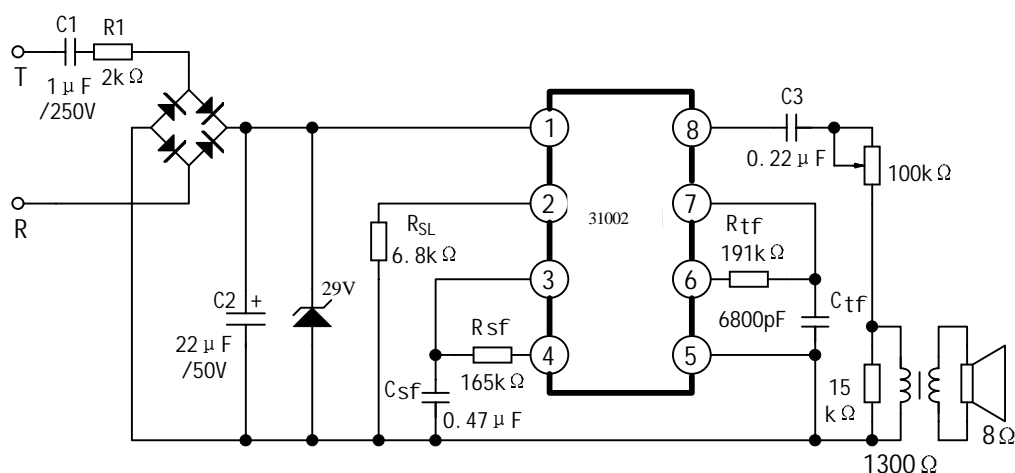 C1
R1
T
1μF
/250V
2kΩ
R
C2
+
22μF
/50V
29V
R_SL
6.8kΩ
Rsf
165kΩ
Csf
0.47μF
1
2
3
4
31002
8
7
6
5
C3
0.22μF
100kΩ
Rtf
191kΩ
Ctf
6800pF
15
kΩ
1300Ω
8Ω